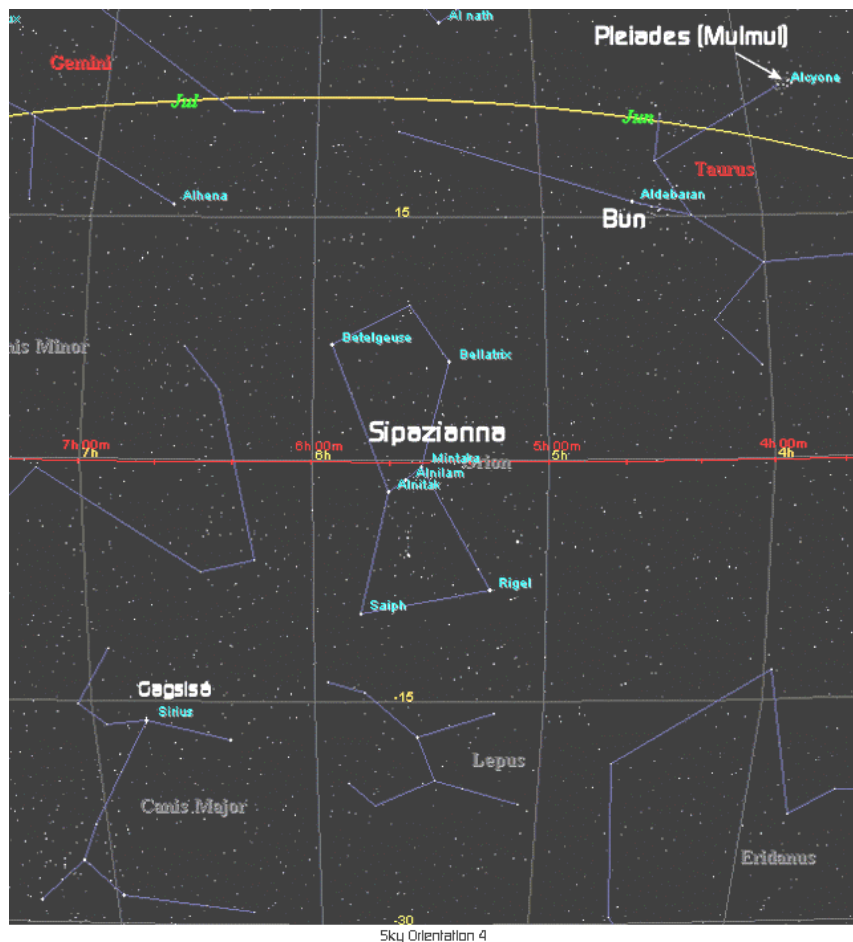 Al nath
Pleiades (Mulmul)
Gemini
Alcyone
Jul
Jun
Taurus
Alhena
Aldebaran
15
Bun
Betelgeuse
nis Minor
Bellatrix
Sipazianna
7h 00m
6h 00m
5h 00m
4h 00m
7h
6h
5h
4h
Mintaka
Orion
Alnilam
Alnitak
Rigel
Saiph
Gagsisá
-15
Sirius
Lepus
Canis Major
Eridanus
-30
Sky Orientation 4